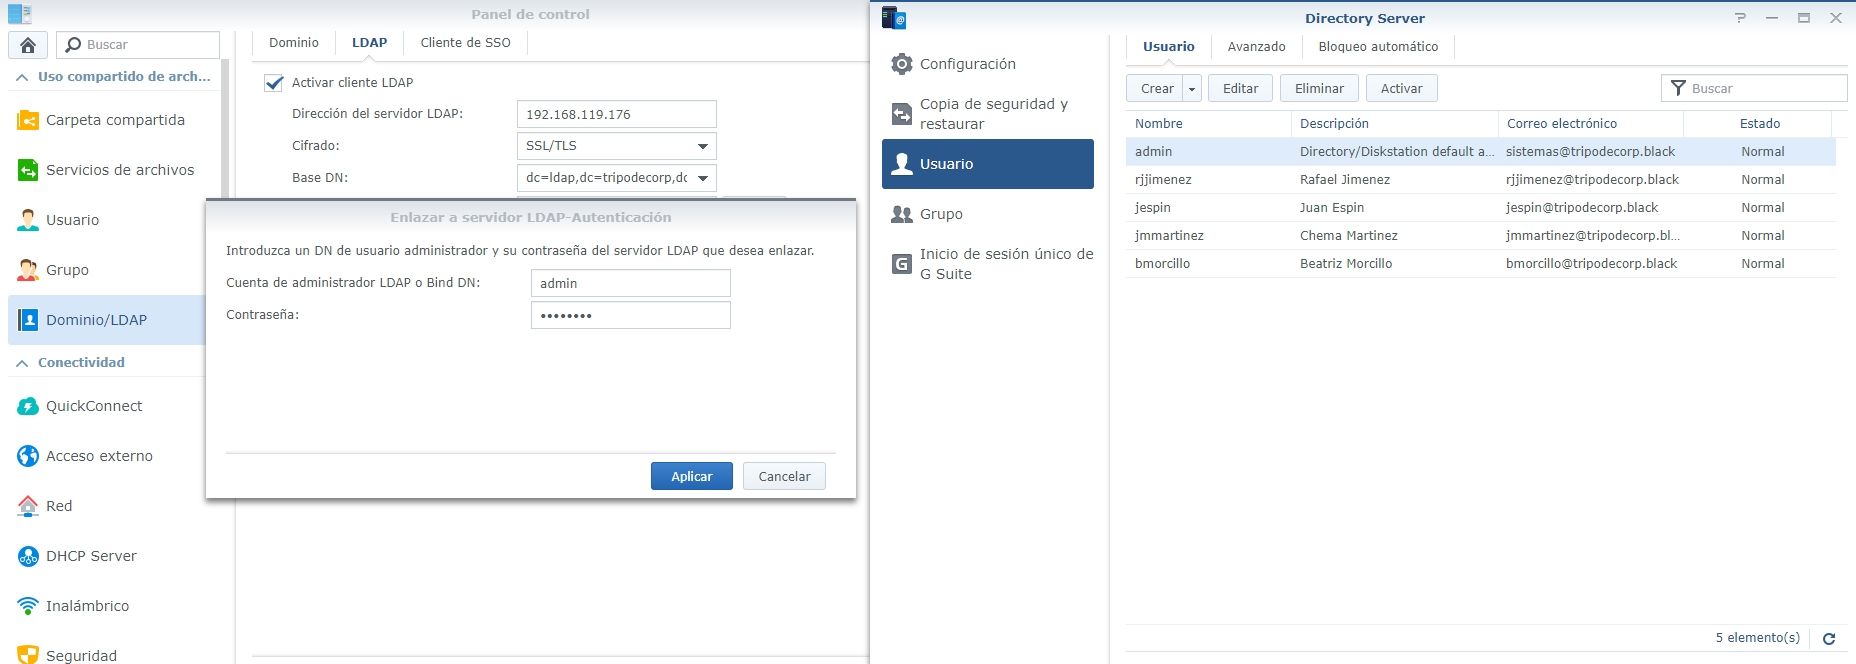 Panel de control
Buscar
Uso compartido de arch...
Carpeta compartida
Servicios de archivos
Usuario
Grupo
Dominio/LDAP
Conectividad
QuickConnect
Acceso externo
Red
DHCP Server
Inalámbrico
Seguridad
Dominio
LDAP
Cliente de SSO
Activar cliente LDAP
Dirección del servidor LDAP:
192.168.119.176
Cifrado:
SSL/TLS
Base DN:
dc=ldap,dc=tripodecorp,dc
Enlazar a servidor LDAP-Autenticación
Introduzca un DN de usuario administrador y su contraseña del servidor LDAP que desea enlazar.
Cuenta de administrador LDAP o Bind DN:
admin
Contraseña:
••••••••
Aplicar
Cancelar
Directory Server
Configuración
Copia de seguridad y
restaurar
Usuario
Grupo
Inicio de sesión único de
G Suite
Usuario
Avanzado
Bloqueo automático
Crear
Editar
Eliminar
Activar
Buscar
Nombre Descripción Correo electrónico Estado
admin Directory/Diskstation default a... sistemas@tripodecorp.black Normal
rjjimenez Rafael Jimenez rjjimenez@tripodecorp.black Normal
jespin Juan Espin jespin@tripodecorp.black Normal
jmmartinez Chema Martinez jmmartinez@tripodecorp.bl... Normal
bmorcillo Beatriz Morcillo bmorcillo@tripodecorp.black Normal
5 elemento(s)